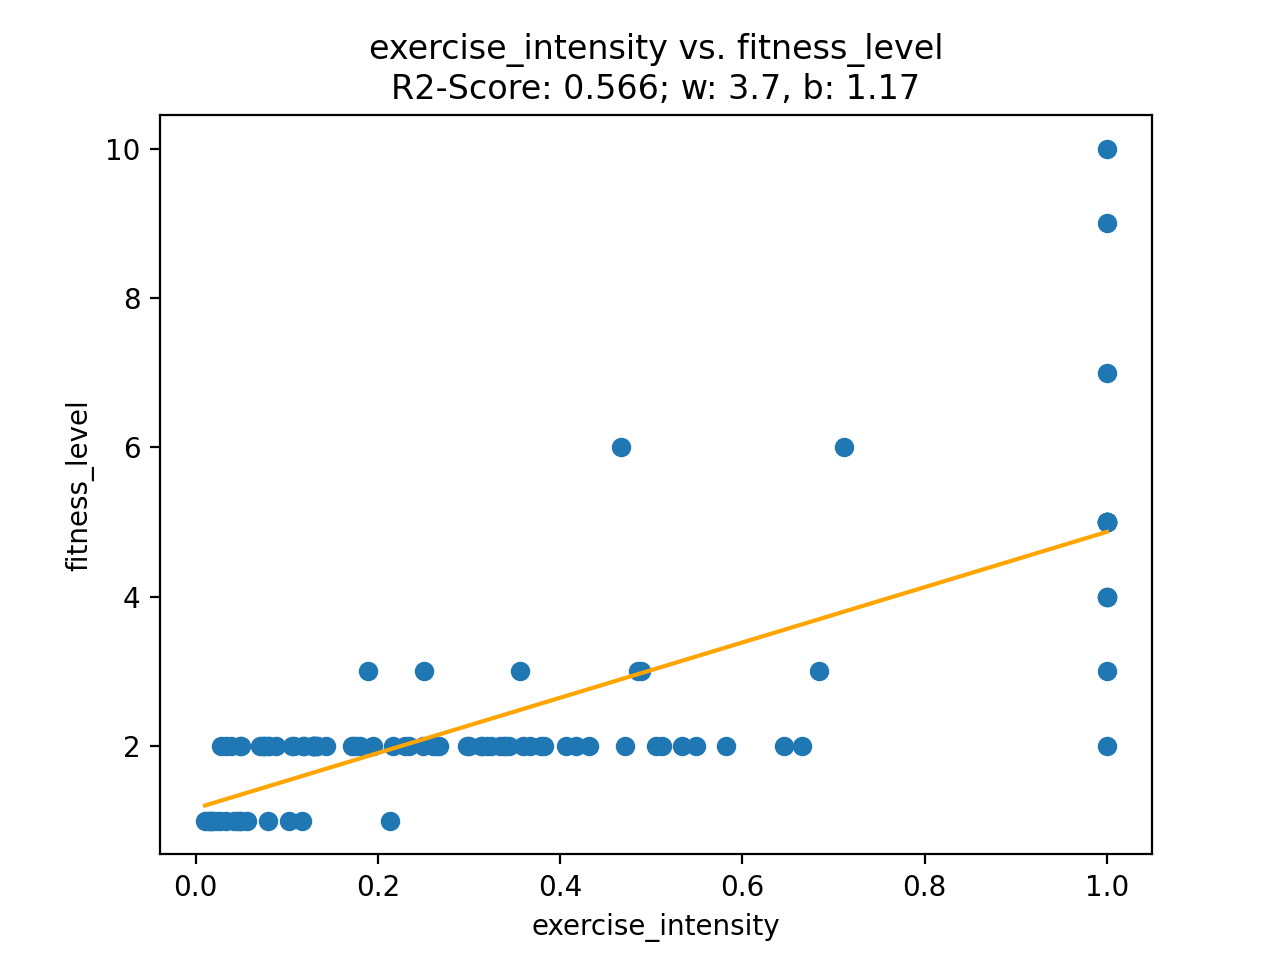 exercise_intensity vs. fitness_level
R2-Score: 0.566; w: 3.7, b: 1.17
10
8
6
4
2
fitness_level
0.0 0.2 0.4 0.6 0.8 1.0
exercise_intensity